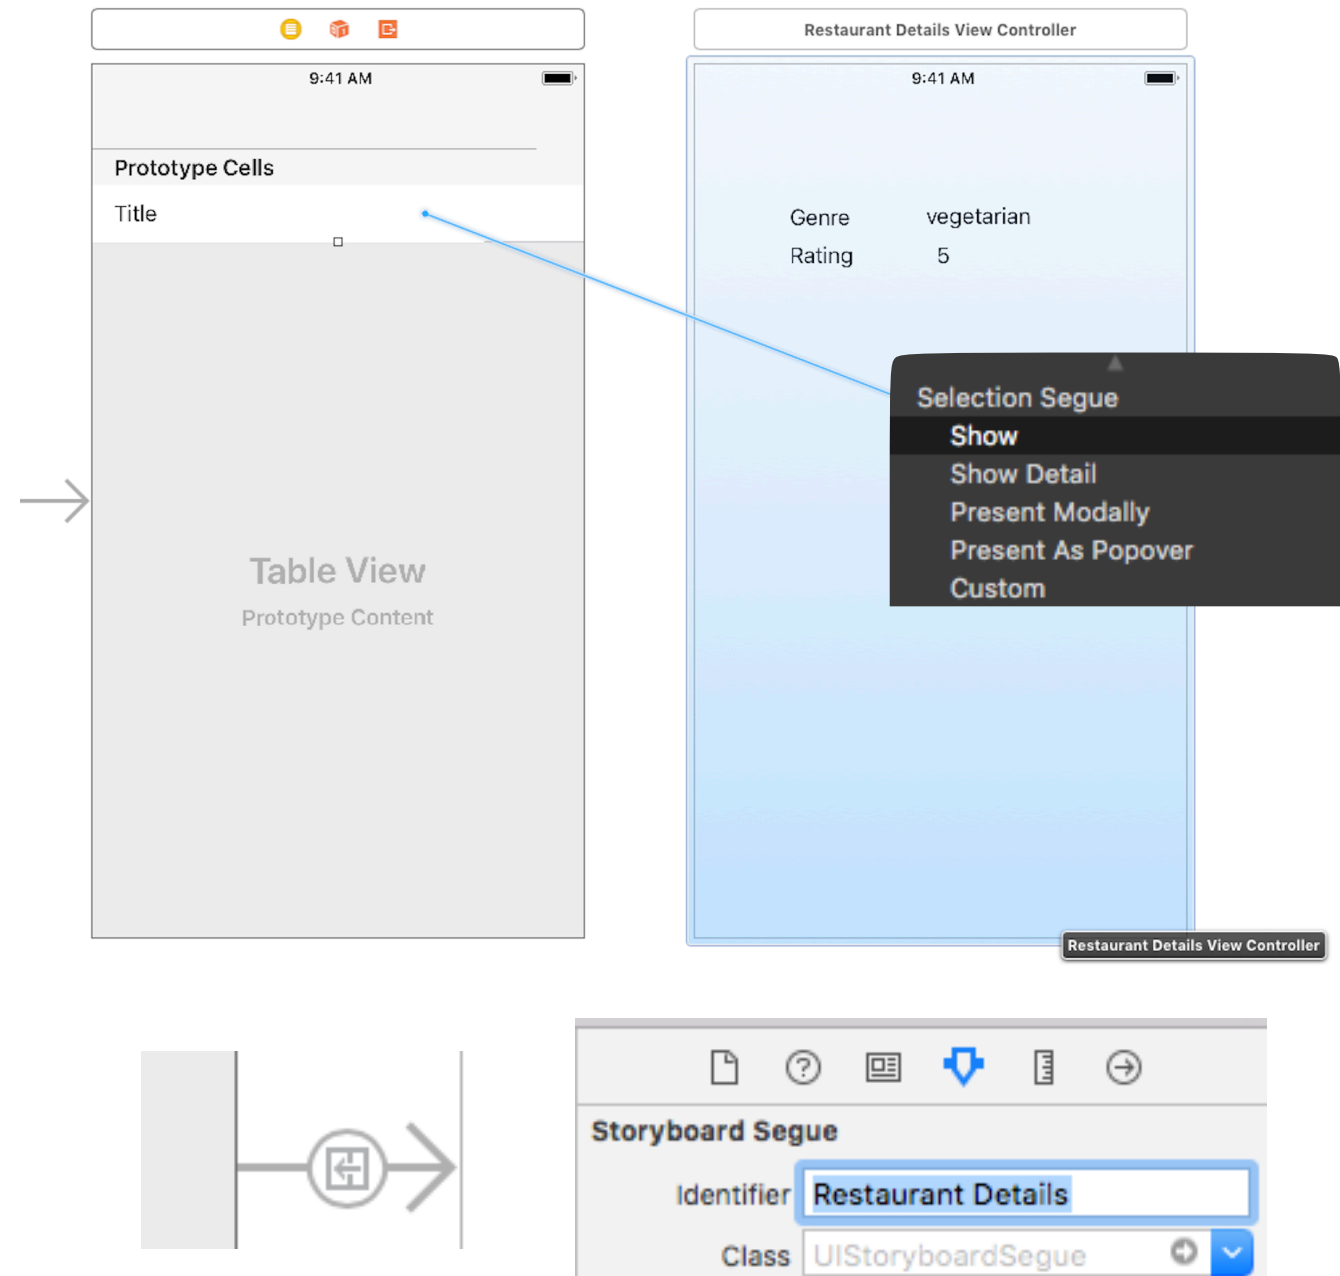 Restaurant Details View Controller
9:41 AM
9:41 AM
Prototype Cells
Title
Genre vegetarian
Rating 5
Selection Segue
Show
Show Detail
Present Modally
Present As Popover
Custom
Table View
Prototype Content
Restaurant Details View Controller
Storyboard Segue
Identifier Restaurant Details
Class UIStoryboardSegue